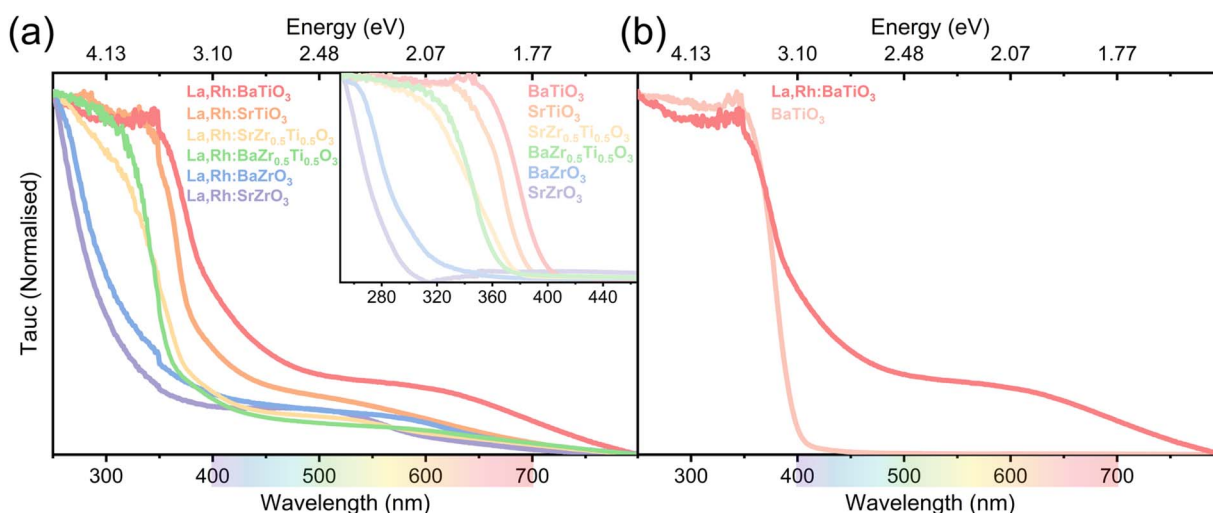 (a)
Energy (eV)
4.13 3.10 2.48 2.07 1.77
La,Rh:BaTiO₃
La,Rh:SrTiO₃
La,Rh:SrZr₀.₅Ti₀.₅O₃
La,Rh:BaZr₀.₅Ti₀.₅O₃
La,Rh:BaZrO₃
La,Rh:SrZrO₃
BaTiO₃
SrTiO₃
SrZr₀.₅Ti₀.₅O₃
BaZr₀.₅Ti₀.₅O₃
BaZrO₃
SrZrO₃
280 320 360 400 440
Tauc (Normalised)
300 400 500 600 700
Wavelength (nm)
(b)
Energy (eV)
4.13 3.10 2.48 2.07 1.77
La,Rh:BaTiO₃
BaTiO₃
300 400 500 600 700
Wavelength (nm)